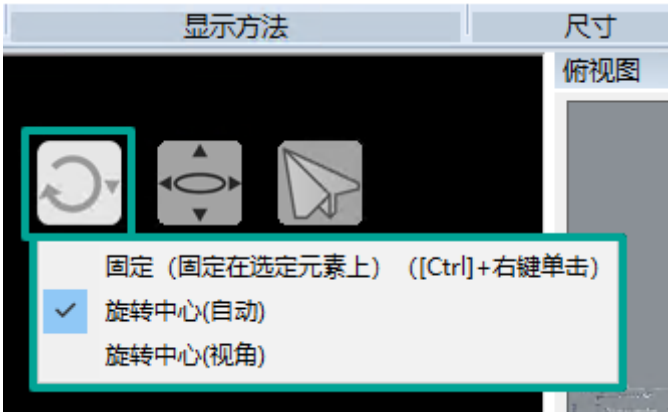 显示方法
尺寸
俯视图
固定（固定在选定元素上）（[Ctrl]+右键单击）
旋转中心(自动)
旋转中心(视角)